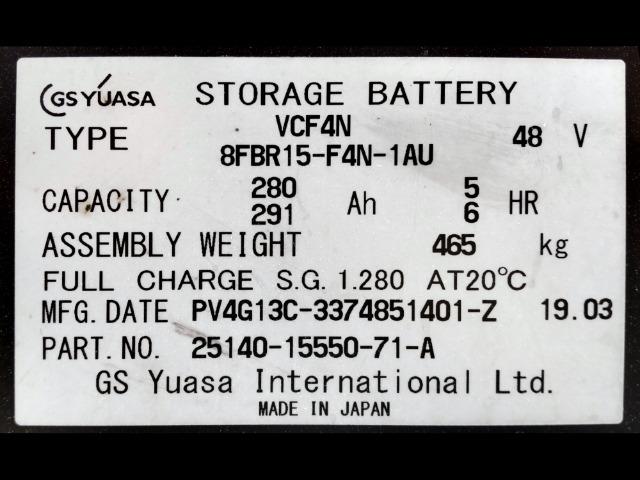 GS YUASA STORAGE BATTERY
TYPE VCF4N 48 V
8FBR15-F4N-1AU
CAPACITY 280 Ah 5 HR
291 6
ASSEMBLY WEIGHT 465 kg
FULL CHARGE S.G. 1.280 AT20℃
MFG. DATE PV4G13C-3374851401-Z 19.03
PART. NO. 25140-15550-71-A
GS Yuasa International Ltd.
MADE IN JAPAN